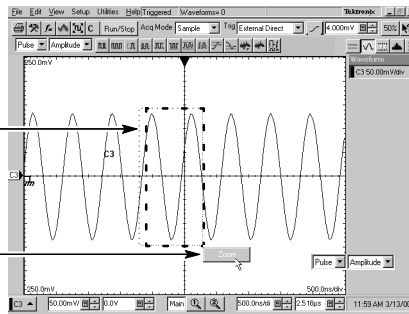 File Edit View Setup Utilities Help Triggered Waveforms= 0 Tektronix
C Run/Stop Acq Mode Sample Trig External Direct 4.000mV 50%
Pulse Amplitude
Waveform
C3 50.00mV/div
250.0mV
C3
C3
Zoom
Pulse Amplitude
-250.0mV 500.0ns/div
C3 50.00mV 0.0V Main 500.0ns/di 2.518µs 11:59 AM 3/13/00